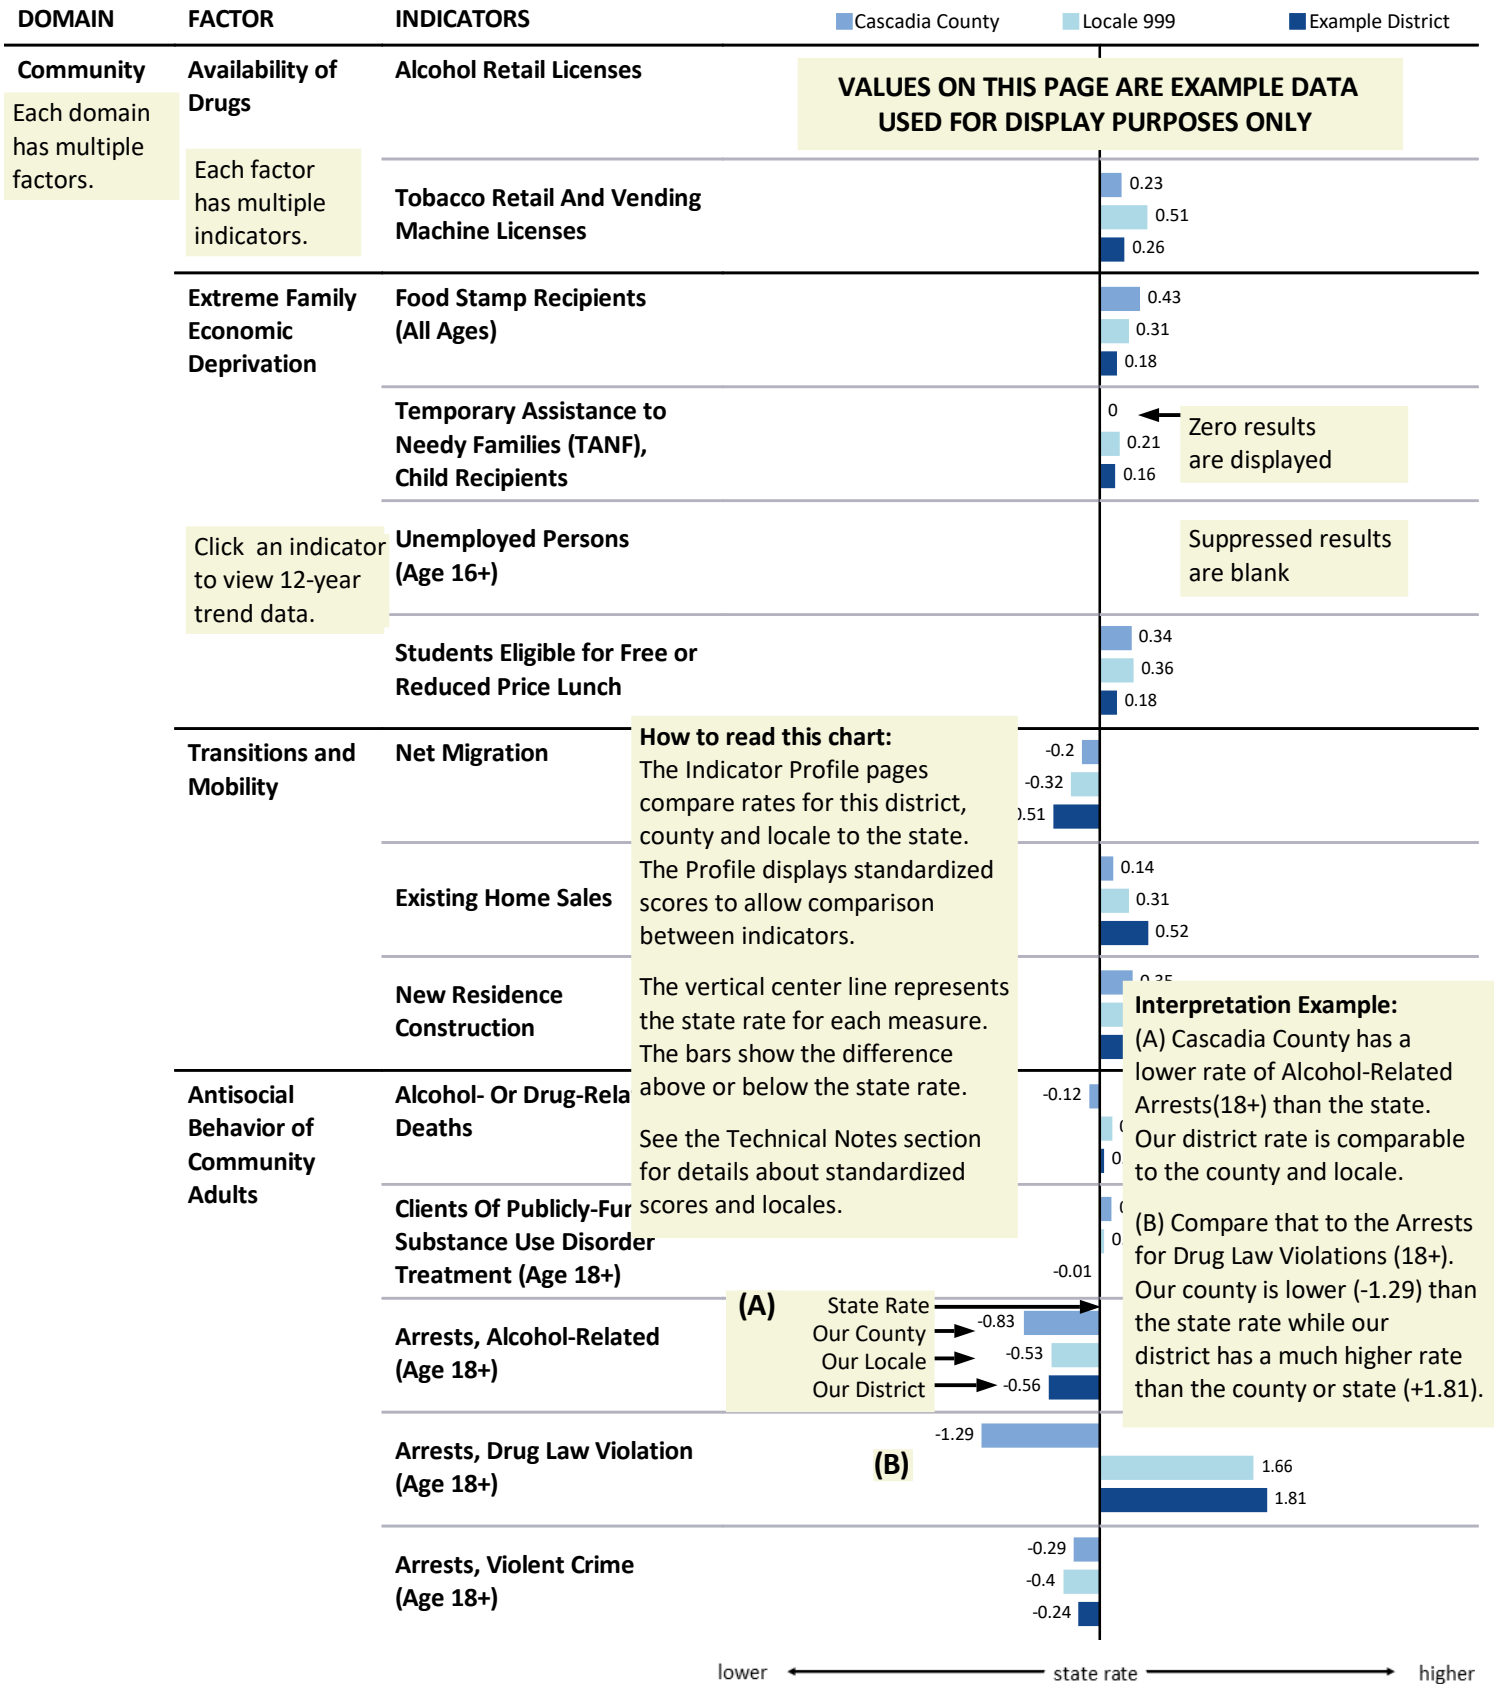 DOMAIN FACTOR INDICATORS Cascadia County Locale 999 Example District
Community
Each domain
has multiple
factors.
Availability of
Drugs
Each factor
has multiple
indicators.
Alcohol Retail Licenses
VALUES ON THIS PAGE ARE EXAMPLE DATA
USED FOR DISPLAY PURPOSES ONLY
Tobacco Retail And Vending
Machine Licenses
0.23
0.51
0.26
Extreme Family
Economic
Deprivation
Food Stamp Recipients
(All Ages)
0.43
0.31
0.18
Temporary Assistance to
Needy Families (TANF),
Child Recipients
0
0.21
0.16
Zero results
are displayed
Click an indicator
to view 12-year
trend data.
Unemployed Persons
(Age 16+)
Suppressed results
are blank
Students Eligible for Free or
Reduced Price Lunch
0.34
0.36
0.18
Transitions and
Mobility
Net Migration
-0.2
-0.32
.51
How to read this chart:
The Indicator Profile pages
compare rates for this district,
county and locale to the state.
The Profile displays standardized
scores to allow comparison
between indicators.
The vertical center line represents
the state rate for each measure.
The bars show the difference
above or below the state rate.
See the Technical Notes section
for details about standardized
scores and locales.
Existing Home Sales
0.14
0.31
0.52
New Residence
Construction
Interpretation Example:
(A) Cascadia County has a
lower rate of Alcohol-Related
Arrests(18+) than the state.
Our district rate is comparable
to the county and locale.
(B) Compare that to the Arrests
for Drug Law Violations (18+).
Our county is lower (-1.29) than
the state rate while our
district has a much higher rate
than the county or state (+1.81).
Antisocial
Behavior of
Community
Adults
Alcohol- Or Drug-Rela
Deaths
-0.12
0.
Clients Of Publicly-Fur
Substance Use Disorder
Treatment (Age 18+)
0.
-0.01
Arrests, Alcohol-Related
(Age 18+)
(A) State Rate
Our County -0.83
Our Locale -0.53
Our District -0.56
Arrests, Drug Law Violation
(Age 18+)
-1.29
(B)
1.66
1.81
Arrests, Violent Crime
(Age 18+)
-0.29
-0.4
-0.24
lower state rate higher